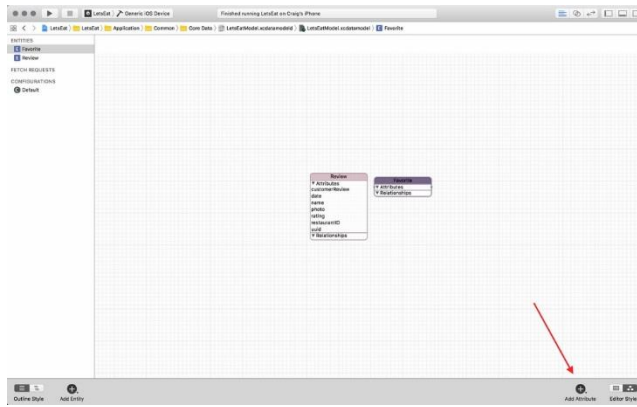 LetsEat Generic iOS Device Finished running LetsEat on Craig's iPhone
LetsEat LetsEat Application Common Core Data LetsEatModel.xcdatamodeld LetsEatModel.xcdatamodel E Favorite
ENTITIES
E Favorite
E Review
FETCH REQUESTS
CONFIGURATIONS
C Default
Review
Attributes
customerReview
date
name
photo
rating
restaurantID
uuid
Relationships
Favorite
Attributes
Relationships
Outline Style Add Entity Add Attribute Editor Style